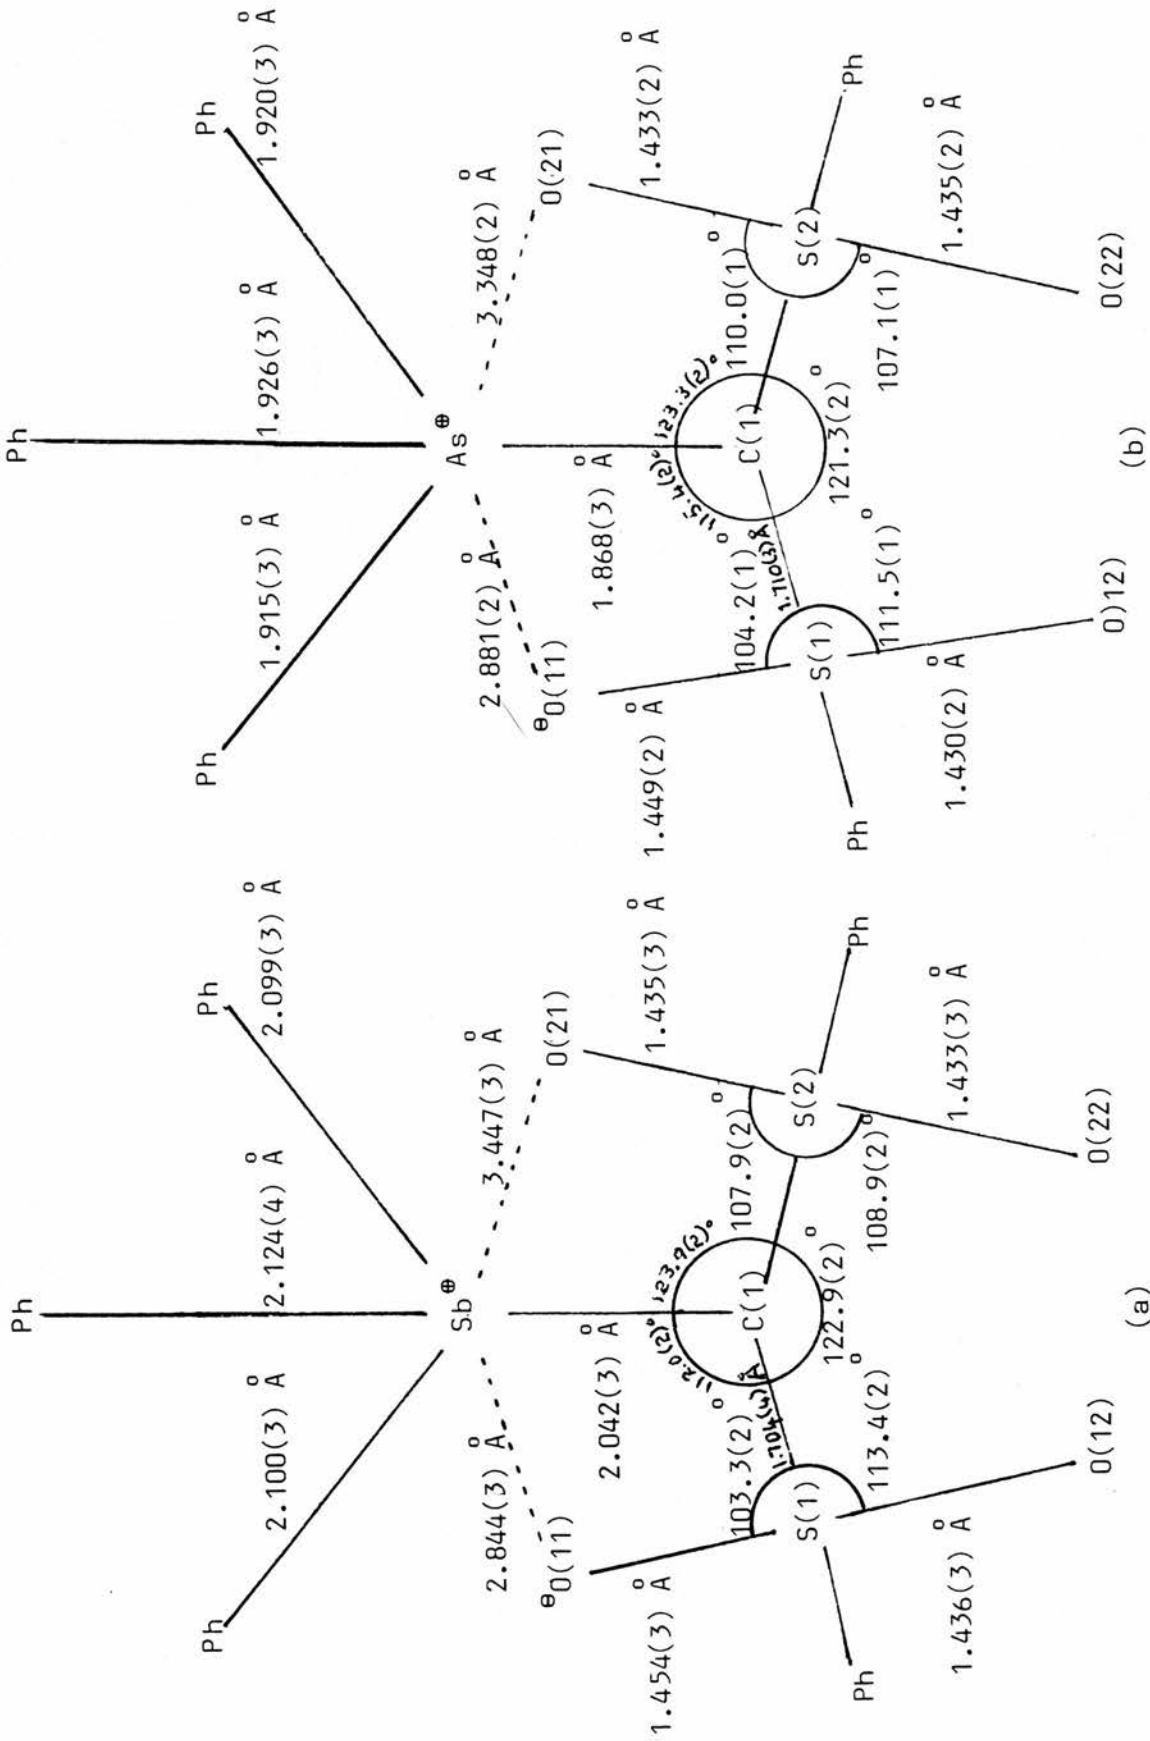 Ph
2.124(4) Å
Ph
2.100(3) Å
Ph
2.099(3) Å
Sb⊕
2.844(3) Å
3.447(3) Å
⊖O(11)
O(21)
2.042(3) Å
1.454(3) Å
1.435(3) Å
112.0(2)°
123.9(2)°
103.3(2)°
107.9(2)°
1.704(4) Å
C(1)
S(1)
S(2)
122.9(2)°
Ph
Ph
113.4(2)°
108.9(2)°
1.436(3) Å
1.433(3) Å
O(12)
O(22)
(a)
Ph
1.926(3) Å
Ph
1.915(3) Å
Ph
1.920(3) Å
As⊕
2.881(2) Å
3.348(2) Å
⊖O(11)
O(21)
1.868(3) Å
1.449(2) Å
1.433(2) Å
115.4(2)°
123.3(2)°
104.2(1)°
110.0(1)°
1.710(3) Å
C(1)
S(1)
S(2)
121.3(2)°
Ph
Ph
111.5(1)°
107.1(1)°
1.430(2) Å
1.435(2) Å
O)12)
O(22)
(b)